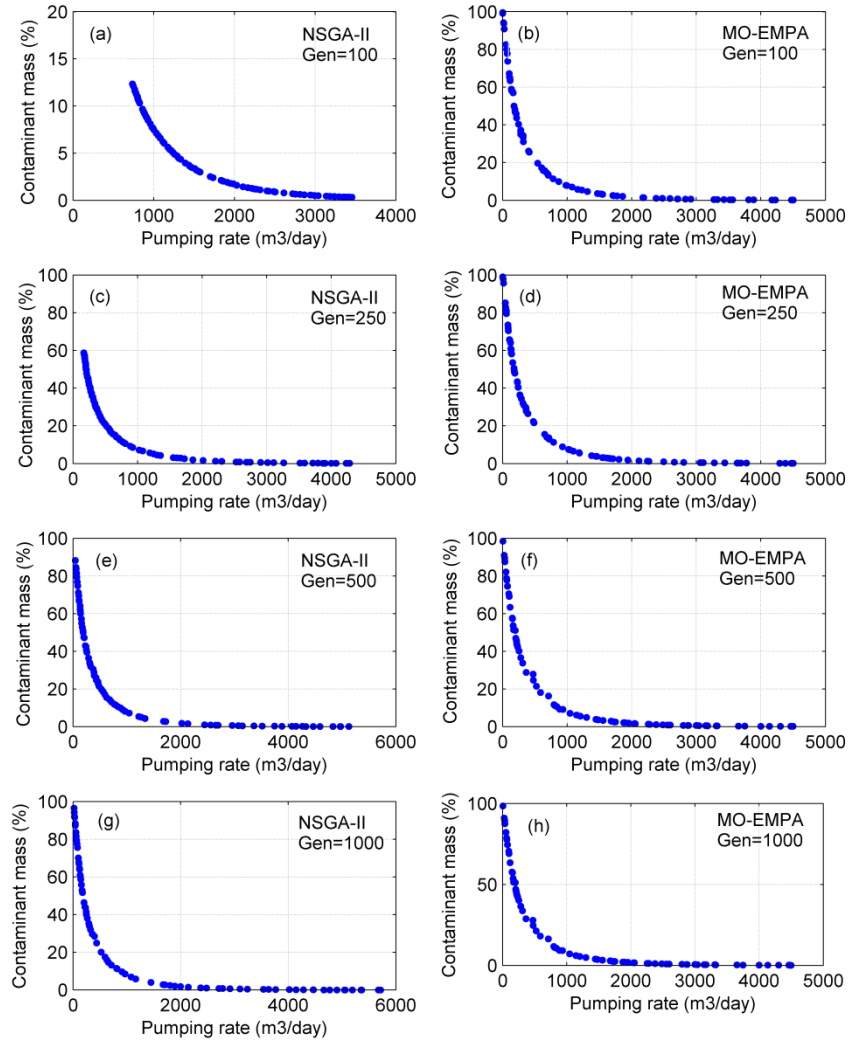 20
15
10
5
0
0 1000 2000 3000 4000
Contaminant mass (%)
Pumping rate (m3/day)
(a)
NSGA-II
Gen=100
100
80
60
40
20
0
0 1000 2000 3000 4000 5000
Contaminant mass (%)
Pumping rate (m3/day)
(b)
MO-EMPA
Gen=100
100
80
60
40
20
0
0 1000 2000 3000 4000 5000
Contaminant mass (%)
Pumping rate (m3/day)
(c)
NSGA-II
Gen=250
100
80
60
40
20
0
0 1000 2000 3000 4000 5000
Contaminant mass (%)
Pumping rate (m3/day)
(d)
MO-EMPA
Gen=250
100
80
60
40
20
0
0 2000 4000 6000
Contaminant mass (%)
Pumping rate (m3/day)
(e)
NSGA-II
Gen=500
100
80
60
40
20
0
0 1000 2000 3000 4000 5000
Contaminant mass (%)
Pumping rate (m3/day)
(f)
MO-EMPA
Gen=500
100
80
60
40
20
0
0 2000 4000 6000
Contaminant mass (%)
Pumping rate (m3/day)
(g)
NSGA-II
Gen=1000
100
50
0
0 1000 2000 3000 4000 5000
Contaminant mass (%)
Pumping rate (m3/day)
(h)
MO-EMPA
Gen=1000